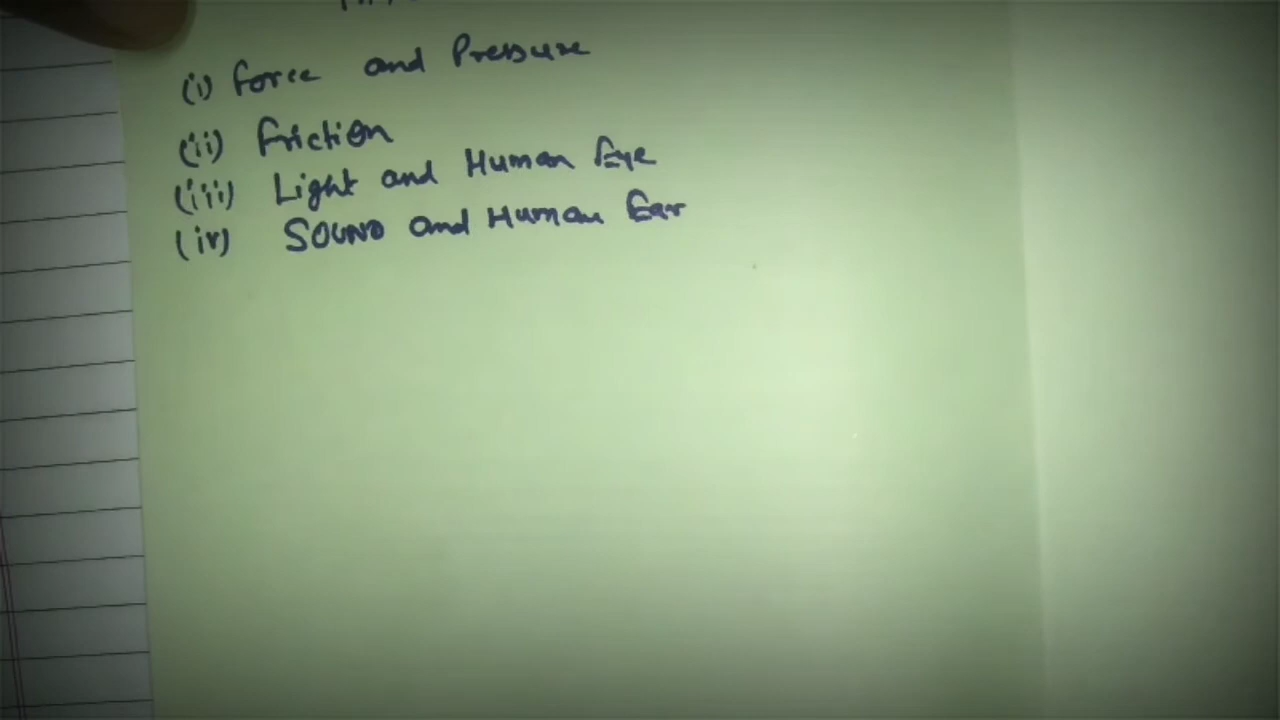 (i) Force and Pressure
(ii) Friction
(iii) Light and Human Eye
(iv) SOUND and Human Ear